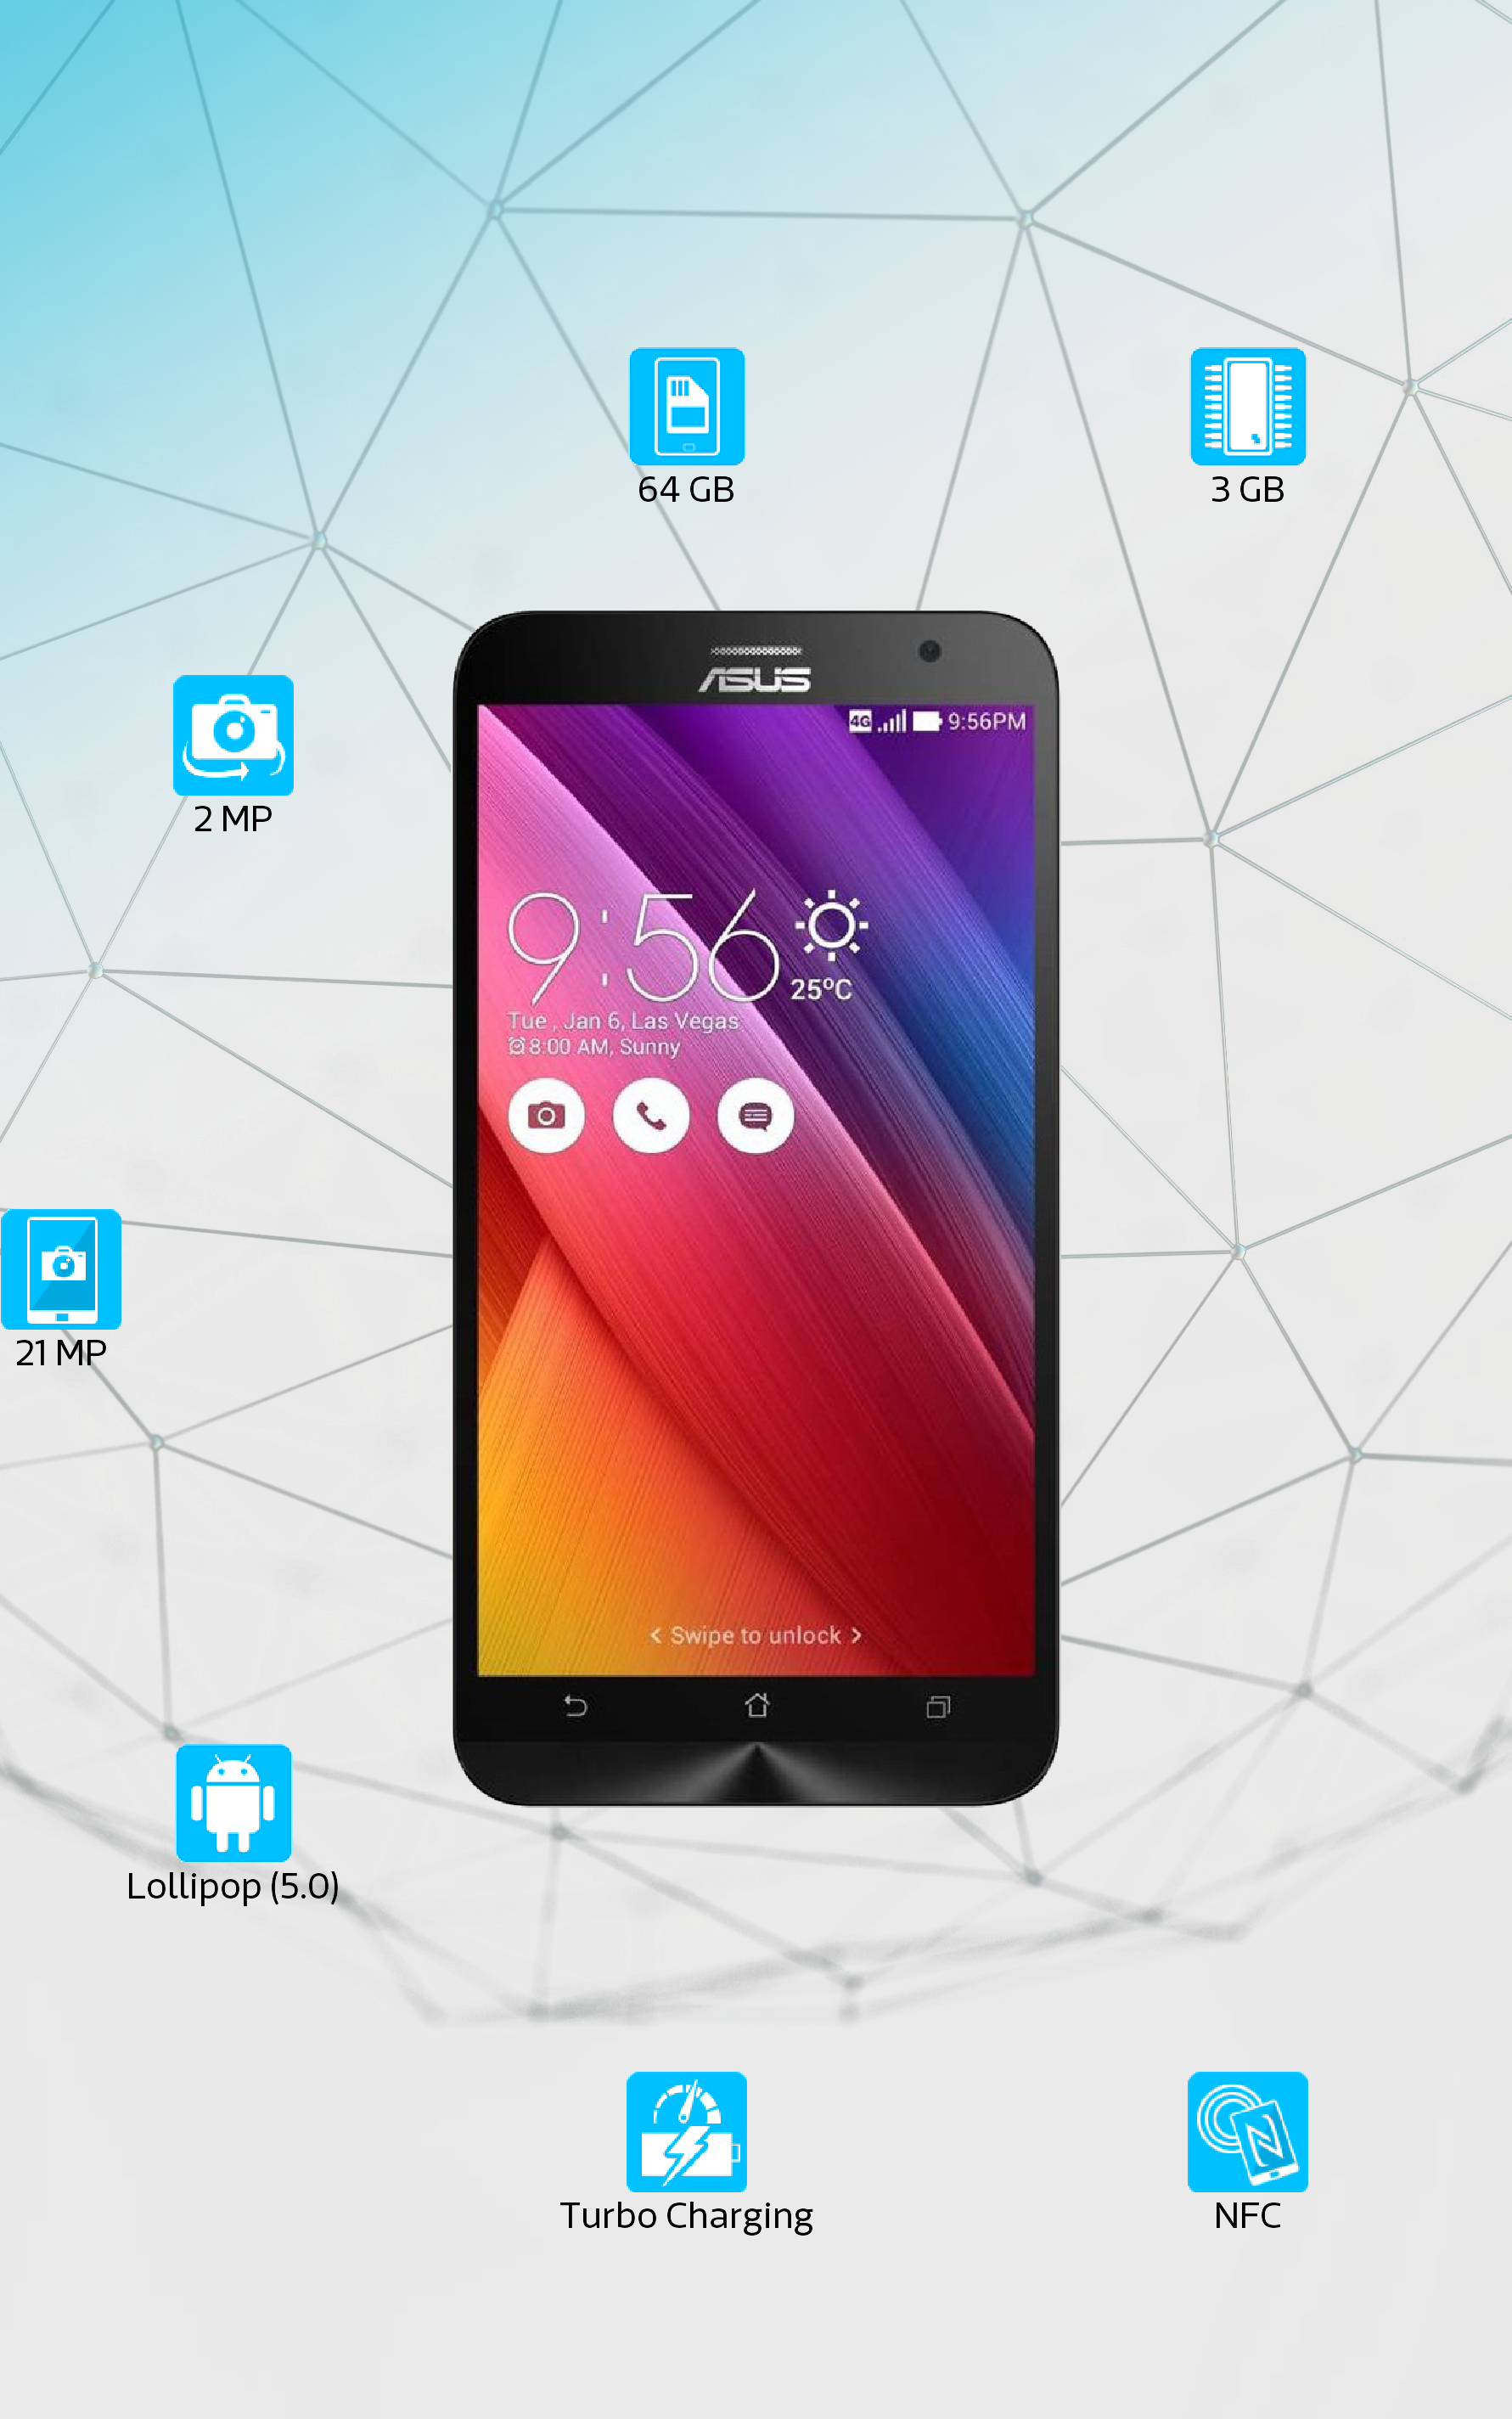 64 GB
3 GB
2 MP
ASUS
4G 9:56PM
9:56
25ºC
Tue , Jan 6, Las Vegas
8:00 AM, Sunny
21 MP
< Swipe to unlock >
Lollipop (5.0)
Turbo Charging
NFC